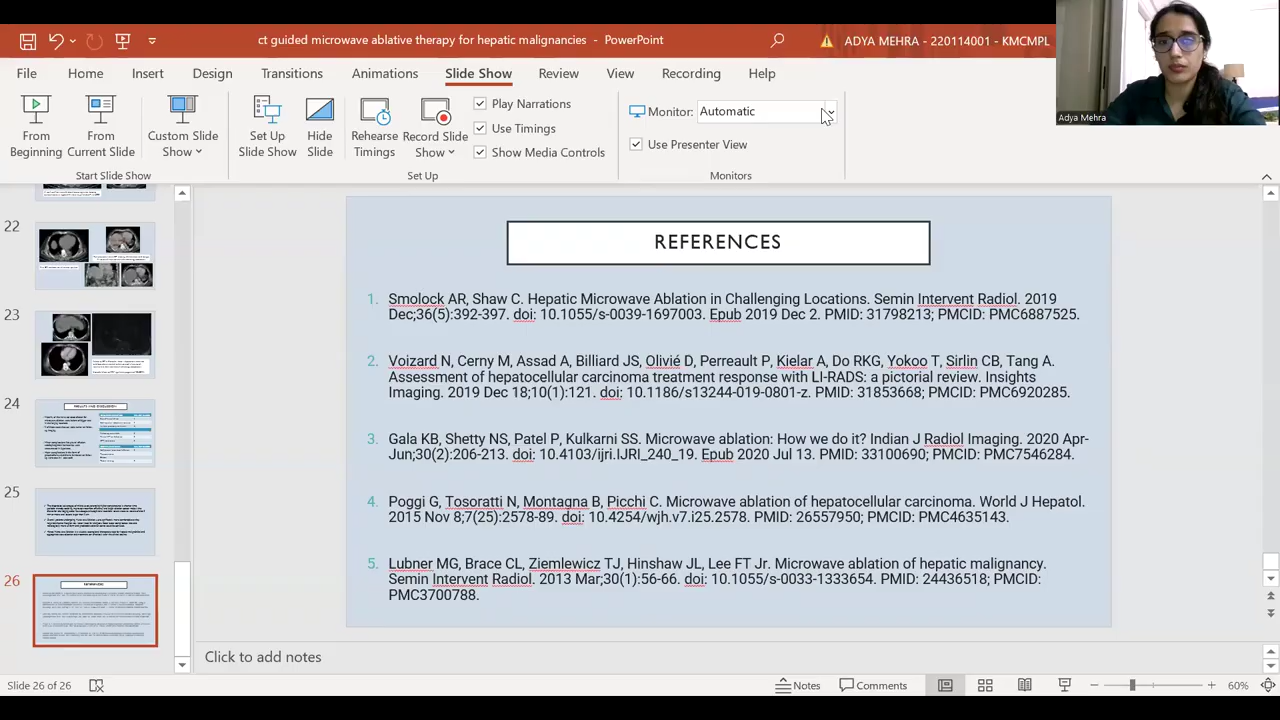 ct guided microwave ablative therapy for hepatic malignancies - PowerPoint
ADYA MEHRA - 220114001 - KMCMPL
Adya Mehra
File Home Insert Design Transitions Animations Slide Show Review View Recording Help
From Beginning
From Current Slide
Custom Slide Show
Set Up Slide Show
Hide Slide
Rehearse Timings
Record Slide Show
Play Narrations
Use Timings
Show Media Controls
Monitor: Automatic
Use Presenter View
Start Slide Show
Set Up
Monitors
22
23
24
25
26
REFERENCES
1. Smolock AR, Shaw C. Hepatic Microwave Ablation in Challenging Locations. Semin Intervent Radiol. 2019
Dec;36(5):392-397. doi: 10.1055/s-0039-1697003. Epub 2019 Dec 2. PMID: 31798213; PMCID: PMC6887525.
2. Voizard N, Cerny M, Assad A, Billiard JS, Olivié D, Perreault P, Kielar A, Do RKG, Yokoo T, Sirlin CB, Tang A.
Assessment of hepatocellular carcinoma treatment response with LI-RADS: a pictorial review. Insights
Imaging. 2019 Dec 18;10(1):121. doi: 10.1186/s13244-019-0801-z. PMID: 31853668; PMCID: PMC6920285.
3. Gala KB, Shetty NS, Patel P, Kulkarni SS. Microwave ablation: How we do it? Indian J Radiol Imaging. 2020 Apr-
Jun;30(2):206-213. doi: 10.4103/ijri.IJRI_240_19. Epub 2020 Jul 13. PMID: 33100690; PMCID: PMC7546284.
4. Poggi G, Tosoratti N, Montagna B, Picchi C. Microwave ablation of hepatocellular carcinoma. World J Hepatol.
2015 Nov 8;7(25):2578-89. doi: 10.4254/wjh.v7.i25.2578. PMID: 26557950; PMCID: PMC4635143.
5. Lubner MG, Brace CL, Ziemlewicz TJ, Hinshaw JL, Lee FT Jr. Microwave ablation of hepatic malignancy.
Semin Intervent Radiol. 2013 Mar;30(1):56-66. doi: 10.1055/s-0033-1333654. PMID: 24436518; PMCID:
PMC3700788.
Click to add notes
Slide 26 of 26
Notes
Comments
60%